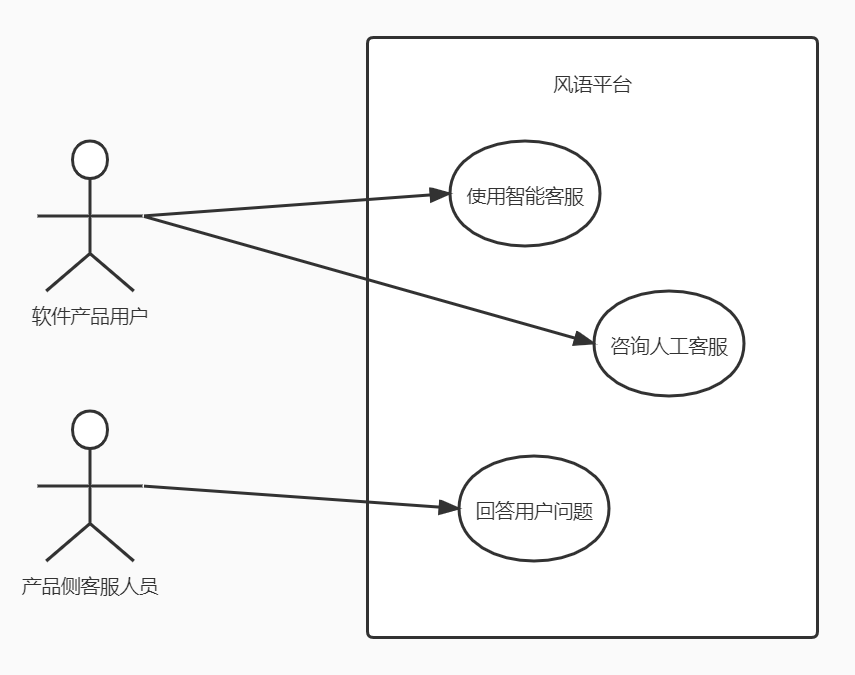 风语平台
使用智能客服
软件产品用户
咨询人工客服
回答用户问题
产品侧客服人员